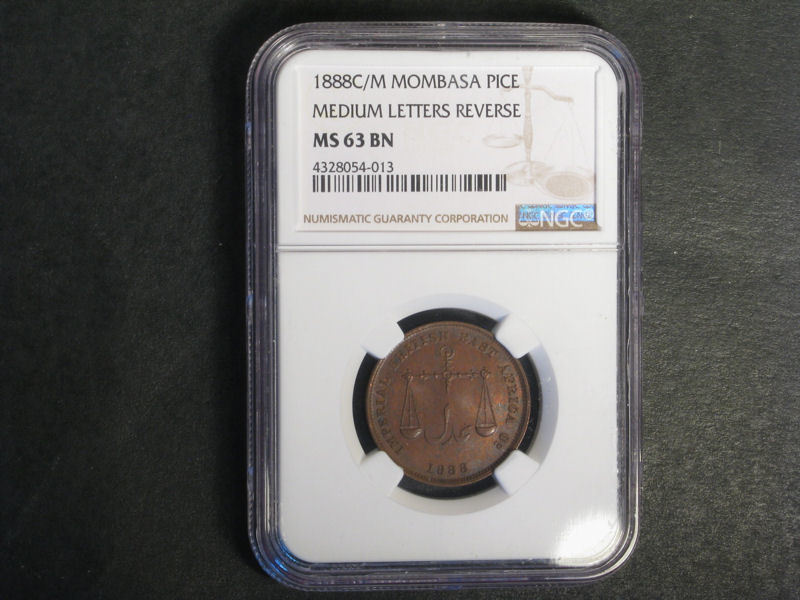 1888C/M MOMBASA PICE
MEDIUM LETTERS REVERSE
MS 63 BN
4328054-013
NUMISMATIC GUARANTY CORPORATION
NGC
IMPERIAL BRITISH EAST AFRICA Co
عدل
1888